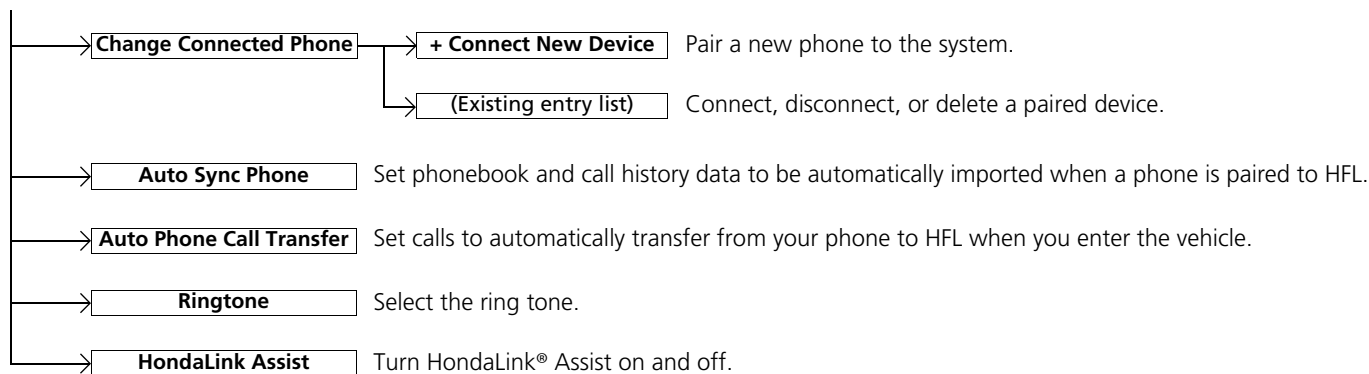 Change Connected Phone + Connect New Device Pair a new phone to the system.
(Existing entry list) Connect, disconnect, or delete a paired device.
Auto Sync Phone Set phonebook and call history data to be automatically imported when a phone is paired to HFL.
Auto Phone Call Transfer Set calls to automatically transfer from your phone to HFL when you enter the vehicle.
Ringtone Select the ring tone.
HondaLink Assist Turn HondaLink® Assist on and off.